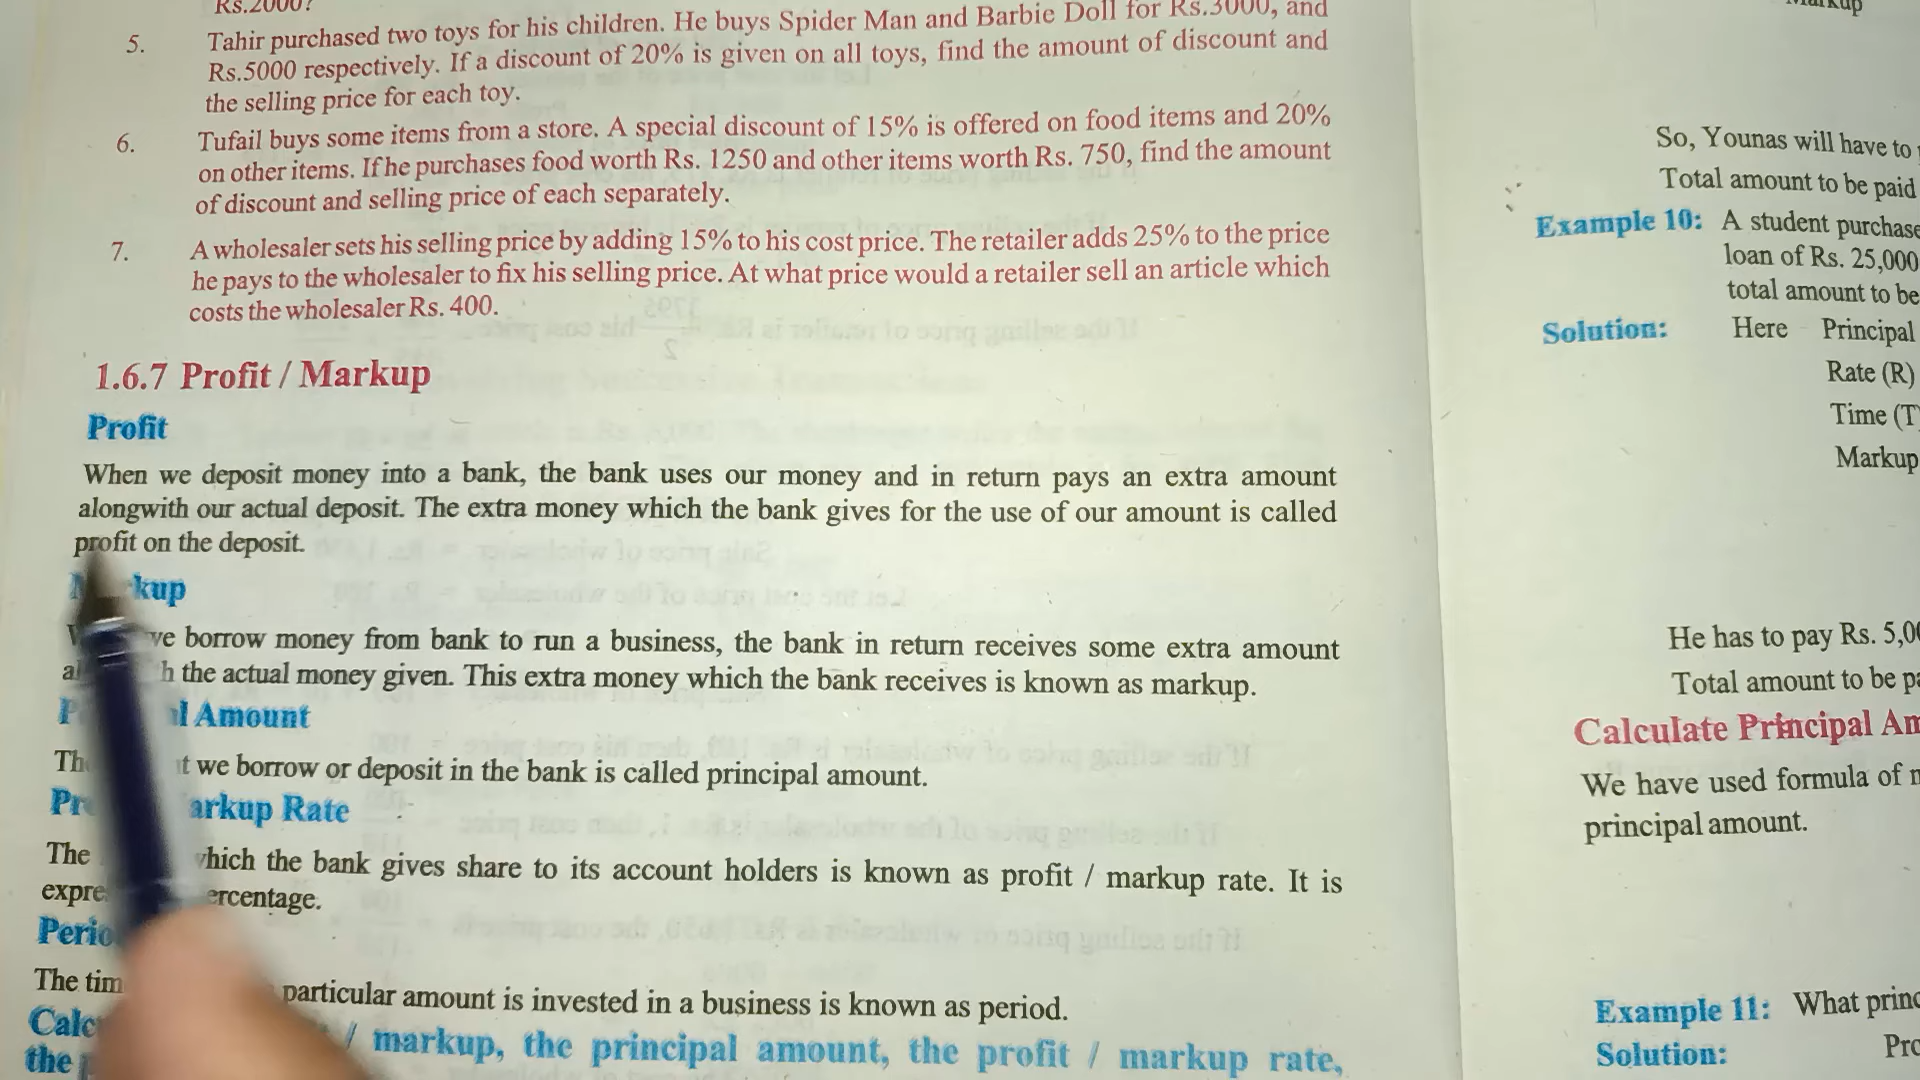 Rs.2000?
5. Tahir purchased two toys for his children. He buys Spider Man and Barbie Doll for Rs.3000, and
Rs.5000 respectively. If a discount of 20% is given on all toys, find the amount of discount and
the selling price for each toy.
6. Tufail buys some items from a store. A special discount of 15% is offered on food items and 20%
on other items. If he purchases food worth Rs. 1250 and other items worth Rs. 750, find the amount
of discount and selling price of each separately.
7. A wholesaler sets his selling price by adding 15% to his cost price. The retailer adds 25% to the price
he pays to the wholesaler to fix his selling price. At what price would a retailer sell an article which
costs the wholesaler Rs. 400.
1.6.7 Profit / Markup
Profit
When we deposit money into a bank, the bank uses our money and in return pays an extra amount
alongwith our actual deposit. The extra money which the bank gives for the use of our amount is called
profit on the deposit.
kup
we borrow money from bank to run a business, the bank in return receives some extra amount
the actual money given. This extra money which the bank receives is known as markup.
Amount
we borrow or deposit in the bank is called principal amount.
arkup Rate
The which the bank gives share to its account holders is known as profit / markup rate. It is
expre ercentage.
Perio
The tim particular amount is invested in a business is known as period.
Calc / markup, the principal amount, the profit / markup rate,
the
Markup
So, Younas will have to
Total amount to be paid
Example 10: A student purchase
loan of Rs. 25,000
total amount to be
Solution: Here Principal
Rate (R)
Time (T
Markup
He has to pay Rs. 5,00
Total amount to be pa
Calculate Principal Am
We have used formula of
principal amount.
Example 11: What princ
Solution: Pro